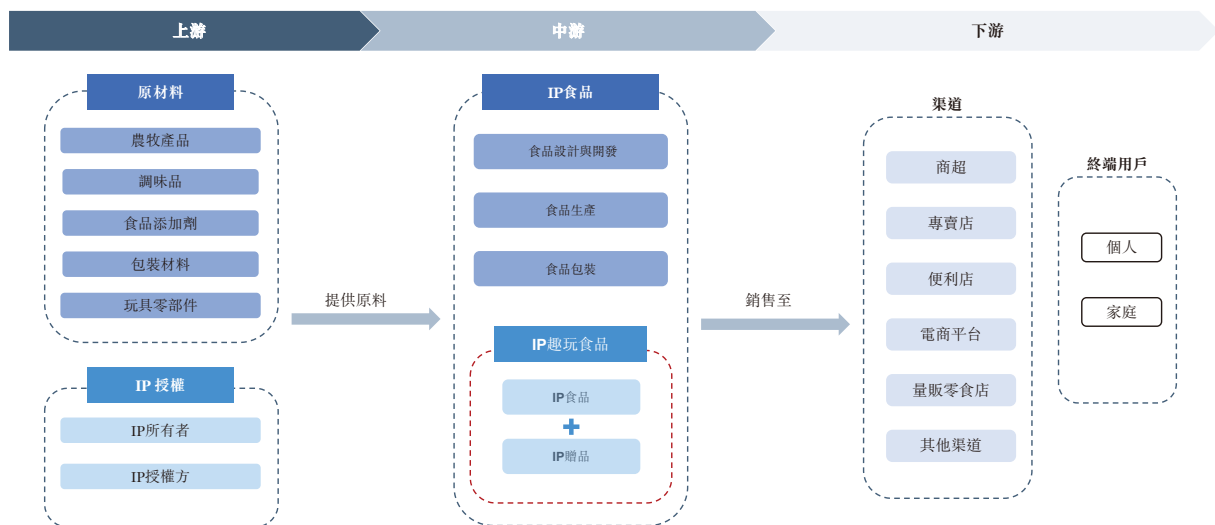 上游
中游
下游
原材料
農牧產品
調味品
食品添加劑
包裝材料
玩具零部件
IP 授權
IP所有者
IP授權方
提供原料
IP食品
食品設計與開發
食品生產
食品包裝
IP趣玩食品
IP食品
IP贈品
銷售至
渠道
商超
專賣店
便利店
電商平台
量販零食店
其他渠道
終端用戶
個人
家庭